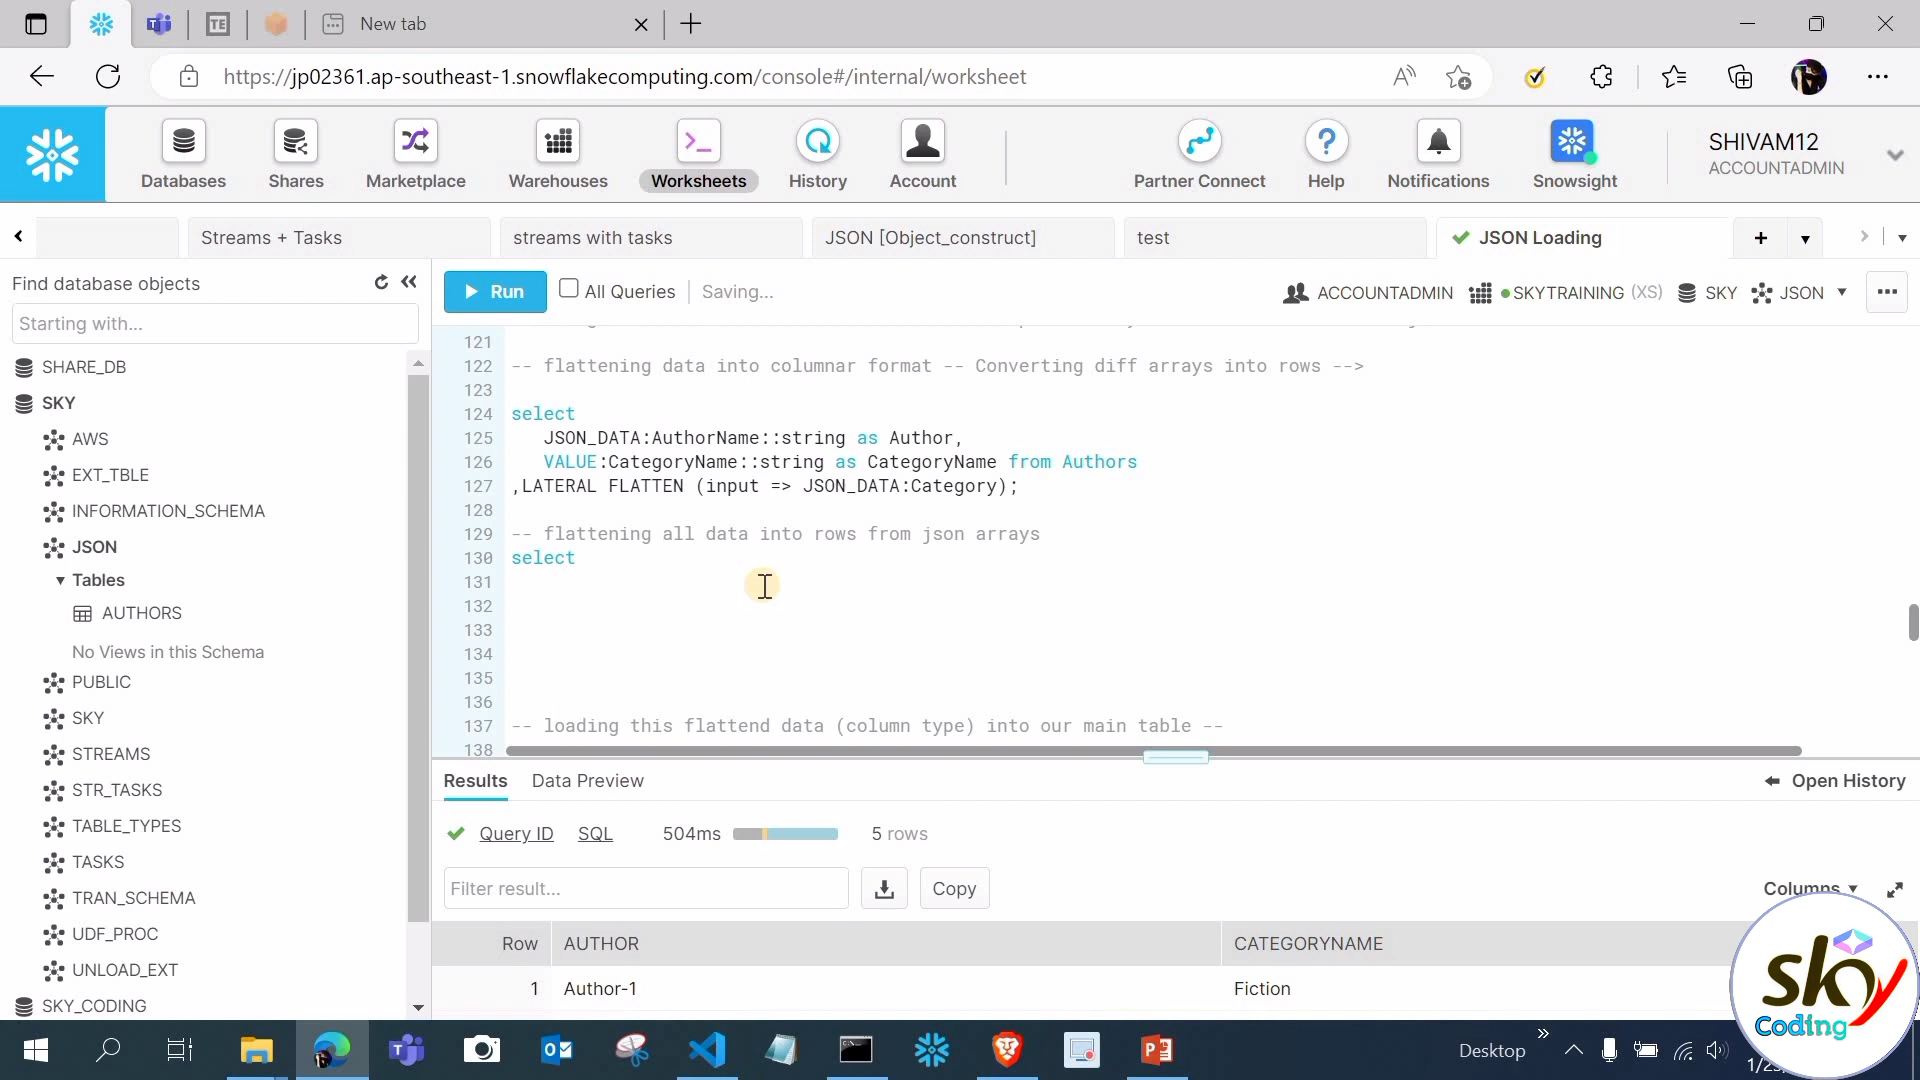 New tab
TE
https://jp02361.ap-southeast-1.snowflakecomputing.com/console#/internal/worksheet
Databases
Shares
Marketplace
Warehouses
Worksheets
History
Account
Partner Connect
Help
Notifications
Snowsight
SHIVAM12
ACCOUNTADMIN
Streams + Tasks
streams with tasks
JSON [Object_construct]
test
JSON Loading
Find database objects
Starting with...
SHARE_DB
SKY
AWS
EXT_TBLE
INFORMATION_SCHEMA
JSON
Tables
AUTHORS
No Views in this Schema
PUBLIC
SKY
STREAMS
STR_TASKS
TABLE_TYPES
TASKS
TRAN_SCHEMA
UDF_PROC
UNLOAD_EXT
SKY_CODING
Run
All Queries
Saving...
ACCOUNTADMIN
SKYTRAINING (XS)
SKY
JSON
121
122 -- flattening data into columnar format -- Converting diff arrays into rows -->
123
124 select
125 JSON_DATA:AuthorName::string as Author,
126 VALUE:CategoryName::string as CategoryName from Authors
127 ,LATERAL FLATTEN (input => JSON_DATA:Category);
128
129 -- flattening all data into rows from json arrays
130 select
131
132
133
134
135
136
137 -- loading this flattend data (column type) into our main table --
138
Results
Data Preview
Open History
Query ID
SQL
504ms
5 rows
Filter result...
Copy
Columns
Row AUTHOR CATEGORYNAME
1 Author-1 Fiction
sky
Coding
Desktop